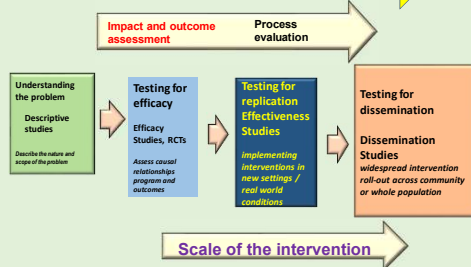 Impact and outcome
assessment
Process
evaluation
Understanding
the problem
Descriptive
studies
Describe the nature and
scope of the problem
Testing for
efficacy
Efficacy
Studies, RCTs
Assess causal
relationships
program and
outcomes
Testing for
replication
Effectiveness
Studies
implementing
interventions in
new settings /
real world
conditions
Testing for
dissemination
Dissemination
Studies
widespread intervention
roll-out across community
or whole population
Scale of the intervention